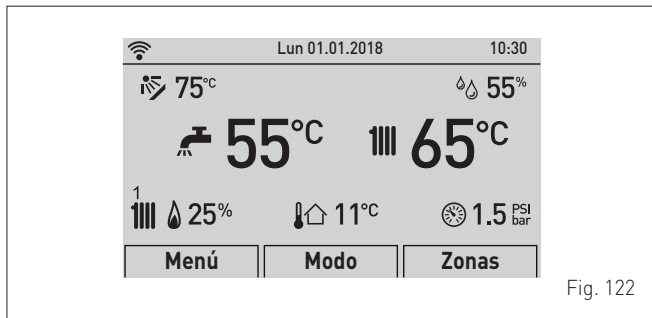 Lun 01.01.2018 10:30
75°C 55%
55°C 65°C
1
25% 11°C 1.5 PSI bar
Menú Modo Zonas
Fig. 122